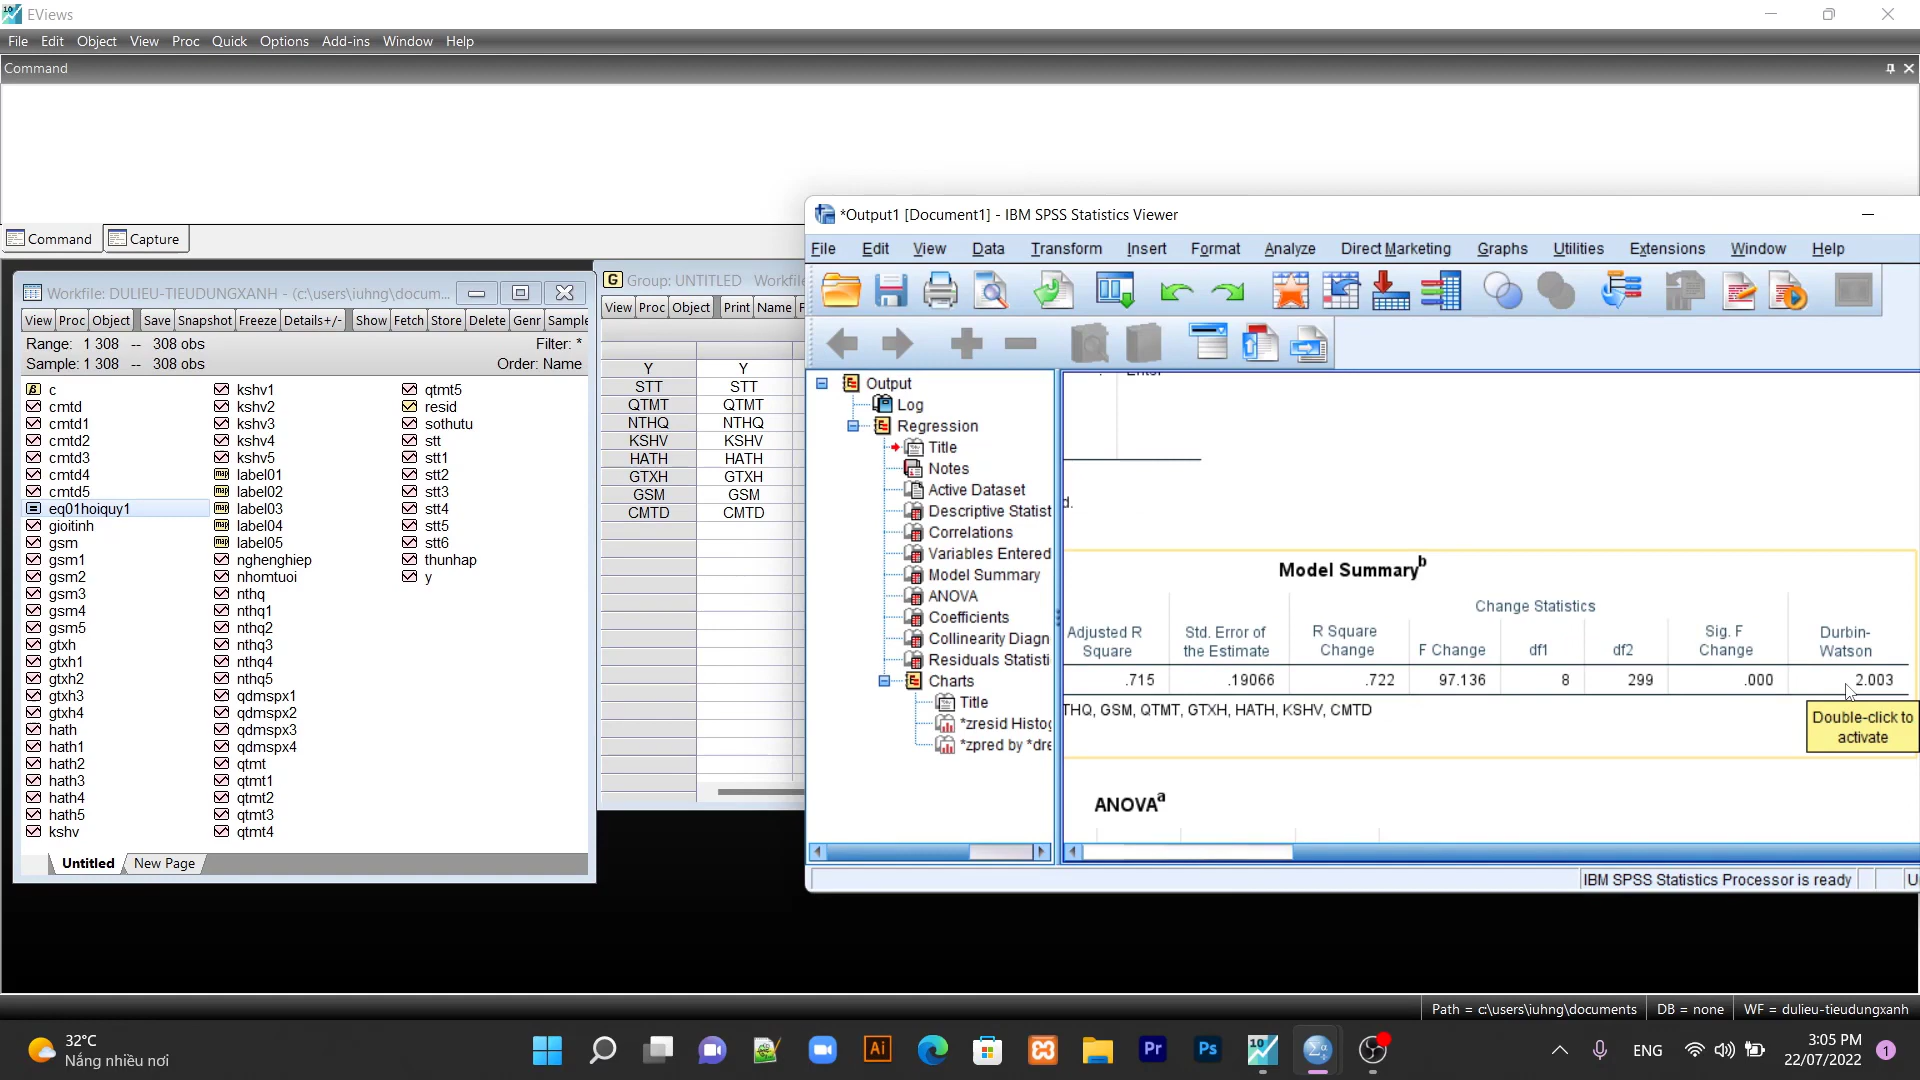 EViews
File Edit Object View Proc Quick Options Add-ins Window Help
Command
Command Capture
Workfile: DULIEU-TIEUDUNGXANH - (c:\users\iuhng\docum...
View Proc Object Save Snapshot Freeze Details+/- Show Fetch Store Delete Genr Sample
Range: 1 308 -- 308 obs Filter: *
Sample: 1 308 -- 308 obs Order: Name
c
cmtd
cmtd1
cmtd2
cmtd3
cmtd4
cmtd5
eq01hoiquy1
gioitinh
gsm
gsm1
gsm2
gsm3
gsm4
gsm5
gtxh
gtxh1
gtxh2
gtxh3
gtxh4
hath
hath1
hath2
hath3
hath4
hath5
kshv
kshv1
kshv2
kshv3
kshv4
kshv5
label01
label02
label03
label04
label05
nghenghiep
nhomtuoi
nthq
nthq1
nthq2
nthq3
nthq4
nthq5
qdmspx1
qdmspx2
qdmspx3
qdmspx4
qtmt
qtmt1
qtmt2
qtmt3
qtmt4
qtmt5
resid
sothutu
stt
stt1
stt2
stt3
stt4
stt5
stt6
thunhap
y
Untitled New Page
Group: UNTITLED Workfile
View Proc Object Print Name F
Y Y
STT STT
QTMT QTMT
NTHQ NTHQ
KSHV KSHV
HATH HATH
GTXH GTXH
GSM GSM
CMTD CMTD
*Output1 [Document1] - IBM SPSS Statistics Viewer
File Edit View Data Transform Insert Format Analyze Direct Marketing Graphs Utilities Extensions Window Help
Output
Log
Regression
Title
Notes
Active Dataset
Descriptive Statist
Correlations
Variables Entered
Model Summary
ANOVA
Coefficients
Collinearity Diagn
Residuals Statisti
Charts
Title
*zresid Histog
*zpred by *dre
d.
Model Summaryb
Change Statistics
Adjusted R Square Std. Error of the Estimate R Square Change F Change df1 df2 Sig. F Change Durbin-Watson
.715 .19066 .722 97.136 8 299 .000 2.003
THQ, GSM, QTMT, GTXH, HATH, KSHV, CMTD
Double-click to
activate
ANOVAa
IBM SPSS Statistics Processor is ready U
Path = c:\users\iuhng\documents DB = none WF = dulieu-tieudungxanh
32°C
Nắng nhiều nơi
Ai
Pr
Ps
10
ENG
3:05 PM
22/07/2022
1